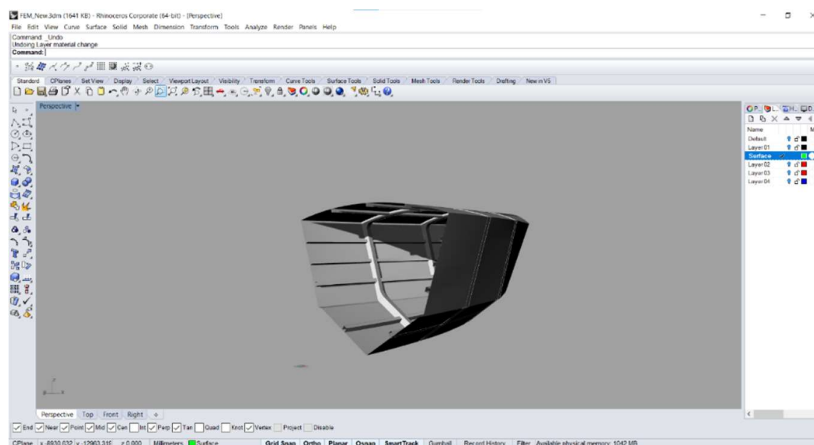 FEM_New.3dm (1641 KB) - Rhinoceros Corporate (64-bit) - [Perspective]
File Edit View Curve Surface Solid Mesh Dimension Transform Tools Analyze Render Panels Help
Command: _Undo
Undoing Layer material change
Command:
Standard CPlanes Set View Display Select Viewport Layout Visibility Transform Curve Tools Surface Tools Solid Tools Mesh Tools Render Tools Drafting New in V5
Perspective
Name
Default
Layer 01
Surface
Layer 02
Layer 03
Layer 04
Perspective Top Front Right
End Near Point Mid Cen Int Perp Tan Quad Knot Vertex Project Disable
CPlane z 0.000 Millimeters Surface Grid Snap Ortho Planar Osnap SmartTrack Gumball Record History Filter Available physical memory: 1042 MB